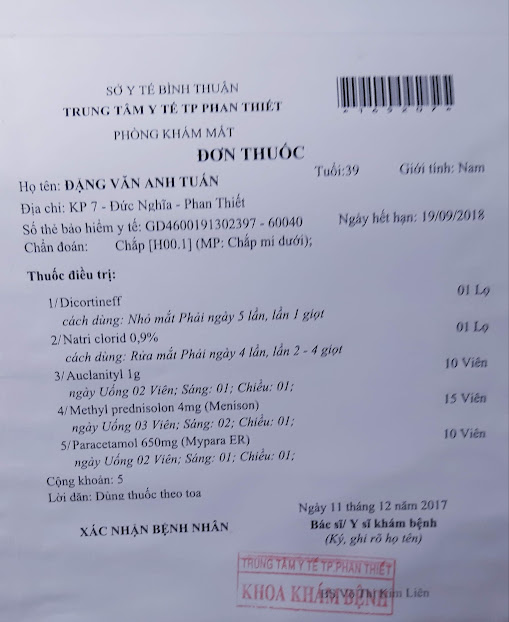 SỞ Y TẾ BÌNH THUẬN
TRUNG TÂM Y TẾ TP PHAN THIẾT
PHÒNG KHÁM MẮT
ĐƠN THUỐC
Họ tên: ĐẶNG VĂN ANH TUẤN Tuổi:39 Giới tính: Nam
Địa chỉ: KP 7 - Đức Nghĩa - Phan Thiết
Số thẻ bảo hiểm y tế: GD4600191302397 - 60040 Ngày hết hạn: 19/09/2018
Chẩn đoán: Chắp [H00.1] (MP: Chắp mi dưới);
Thuốc điều trị:
1/Dicortineff 01 Lọ
cách dùng: Nhỏ mắt Phải ngày 5 lần, lần 1 giọt
2/Natri clorid 0,9% 01 Lọ
cách dùng: Rửa mắt Phải ngày 4 lần, lần 2 - 4 giọt
3/Auclanityl 1g 10 Viên
ngày Uống 02 Viên; Sáng: 01; Chiều: 01;
4/Methyl prednisolon 4mg (Menison) 15 Viên
ngày Uống 03 Viên; Sáng: 02; Chiều: 01;
5/Paracetamol 650mg (Mypara ER) 10 Viên
ngày Uống 02 Viên; Sáng: 01; Chiều: 01;
Cộng khoản: 5
Lời dặn: Dùng thuốc theo toa
Ngày 11 tháng 12 năm 2017
XÁC NHẬN BỆNH NHÂN Bác sĩ/ Y sĩ khám bệnh
(Ký, ghi rõ họ tên)
TRUNG TÂM Y TẾ TP.PHAN THIẾT
KHOA KHÁM BỆNH
BS Võ Thị Kim Liên